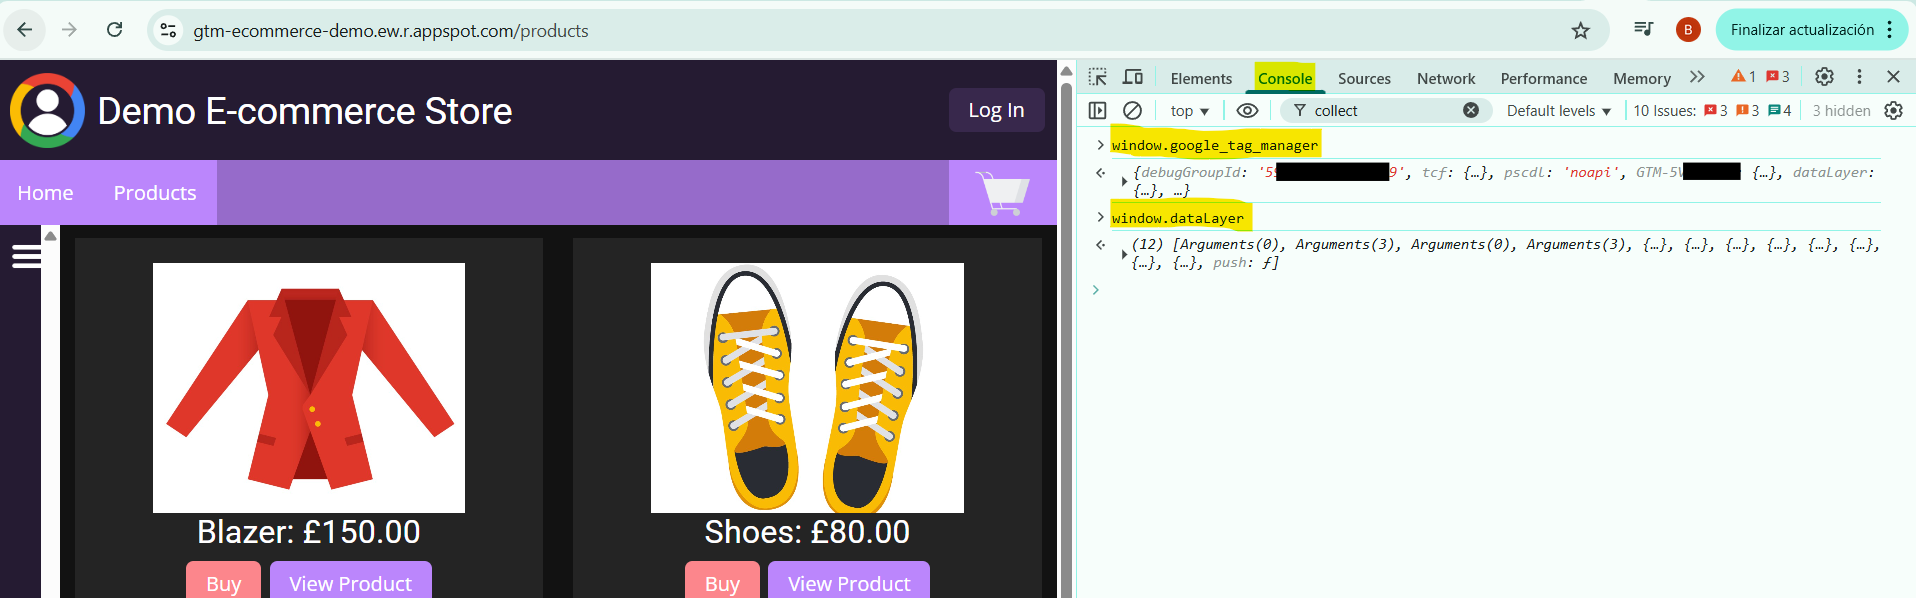 gtm-ecommerce-demo.ew.r.appspot.com/products
B
Finalizar actualización
Demo E-commerce Store
Log In
Home
Products
Blazer: £150.00
Buy
View Product
Shoes: £80.00
Buy
View Product
Elements
Console
Sources
Network
Performance
Memory
1
3
top
collect
Default levels
10 Issues:
3
3
4
3 hidden
window.google_tag_manager
{debugGroupId: '5 9', tcf: {…}, pscdl: 'noapi', GTM-5 {…}, dataLayer:
{…}, …}
window.dataLayer
(12) [Arguments(0), Arguments(3), Arguments(0), Arguments(3), {…}, {…}, {…}, {…}, {…}, {…},
{…}, {…}, push: ƒ]